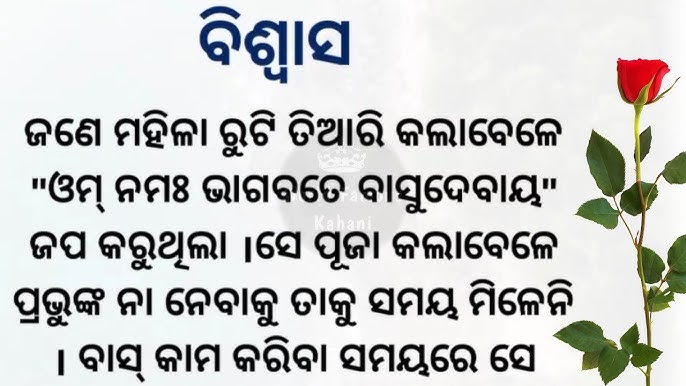 ବିଶ୍ୱାସ
ଜଣେ ମହିଳା ରୁଟି ତିଆରି କଲାବେଳେ
"ଓମ୍ ନମଃ ଭାଗବତେ ବାସୁଦେବାୟ"
ଜପ କରୁଥିଲା ।ସେ ପୂଜା କଲାବେଳେ
ପ୍ରଭୁଙ୍କ ନା ନେବାକୁ ତାକୁ ସମୟ ମିଳେନି
। ବାସ୍ କାମ କରିବା ସମୟରେ ସେ
Kahani